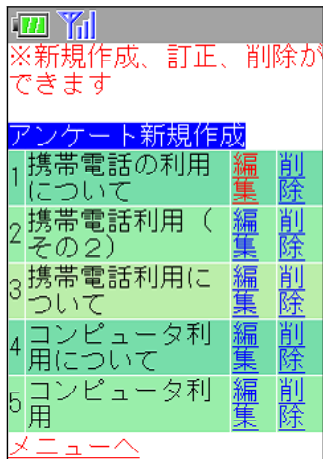 ※新規作成、訂正、削除が
できます
アンケート新規作成
1 携帯電話の利用 編 削
について 集 除
2 携帯電話利用（ 編 削
その２） 集 除
3 携帯電話利用に 編 削
ついて 集 除
4 コンピュータ利 編 削
用について 集 除
5 コンピュータ利 編 削
用 集 除
メニューへ